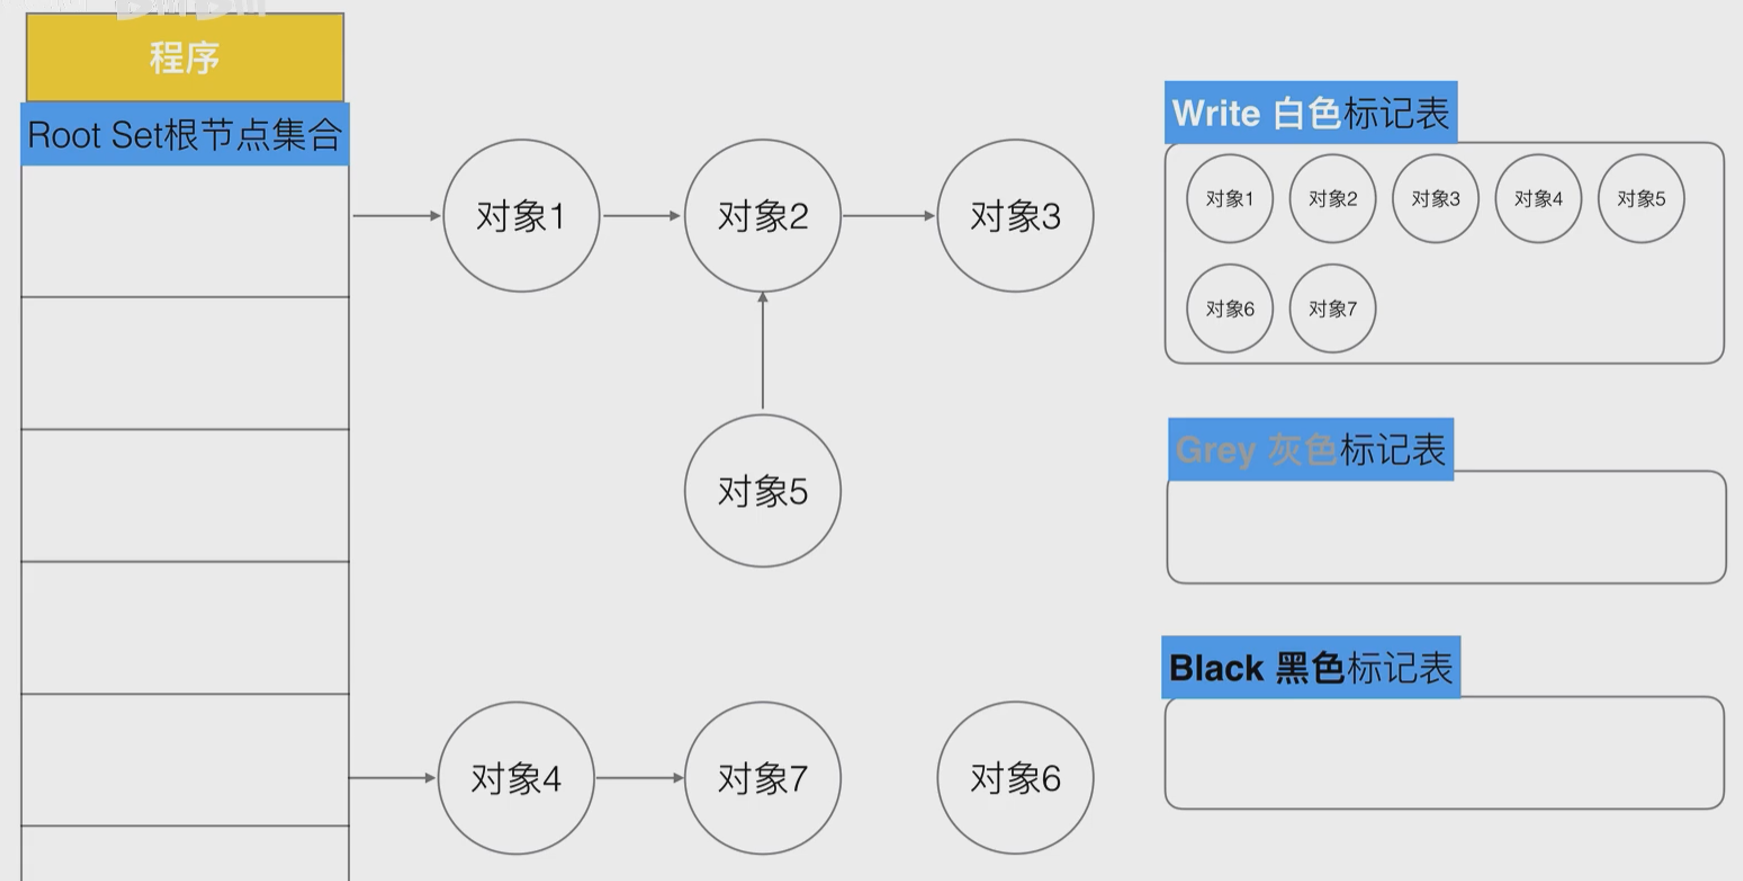 程序
Root Set根节点集合
对象1
对象2
对象3
对象5
对象4
对象7
对象6
Write 白色标记表
对象1
对象2
对象3
对象4
对象5
对象6
对象7
Grey 灰色标记表
Black 黑色标记表